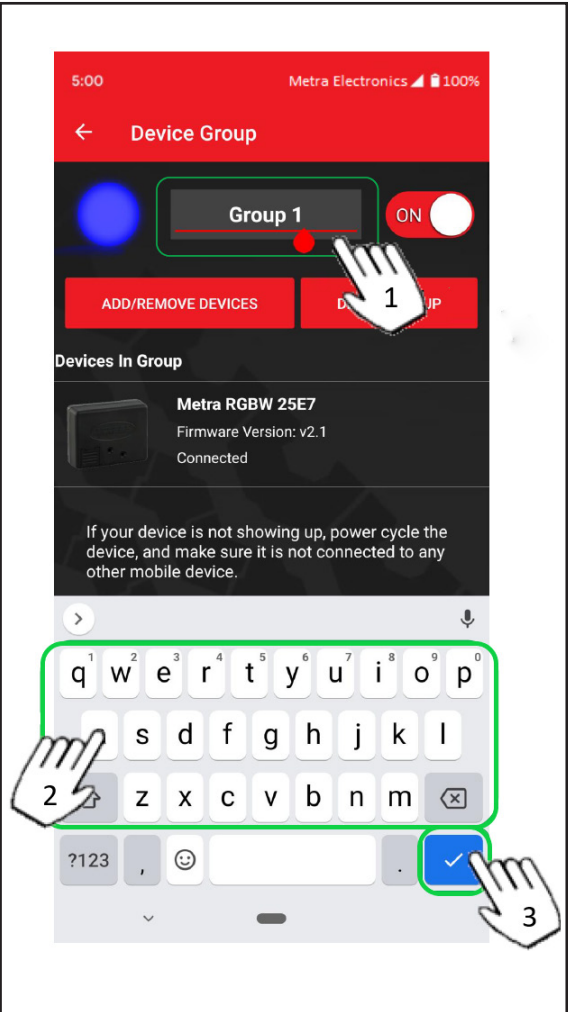 5:00 Metra Electronics 100%
Device Group
Group 1 ON
1
ADD/REMOVE DEVICES
Devices In Group
Metra RGBW 25E7
Firmware Version: v2.1
Connected
If your device is not showing up, power cycle the
device, and make sure it is not connected to any
other mobile device.
1 2 3 4 5 6 7 8 9 0
q w e r t y u i o p
s d f g h j k l
2 z x c v b n m
?123 , .
3